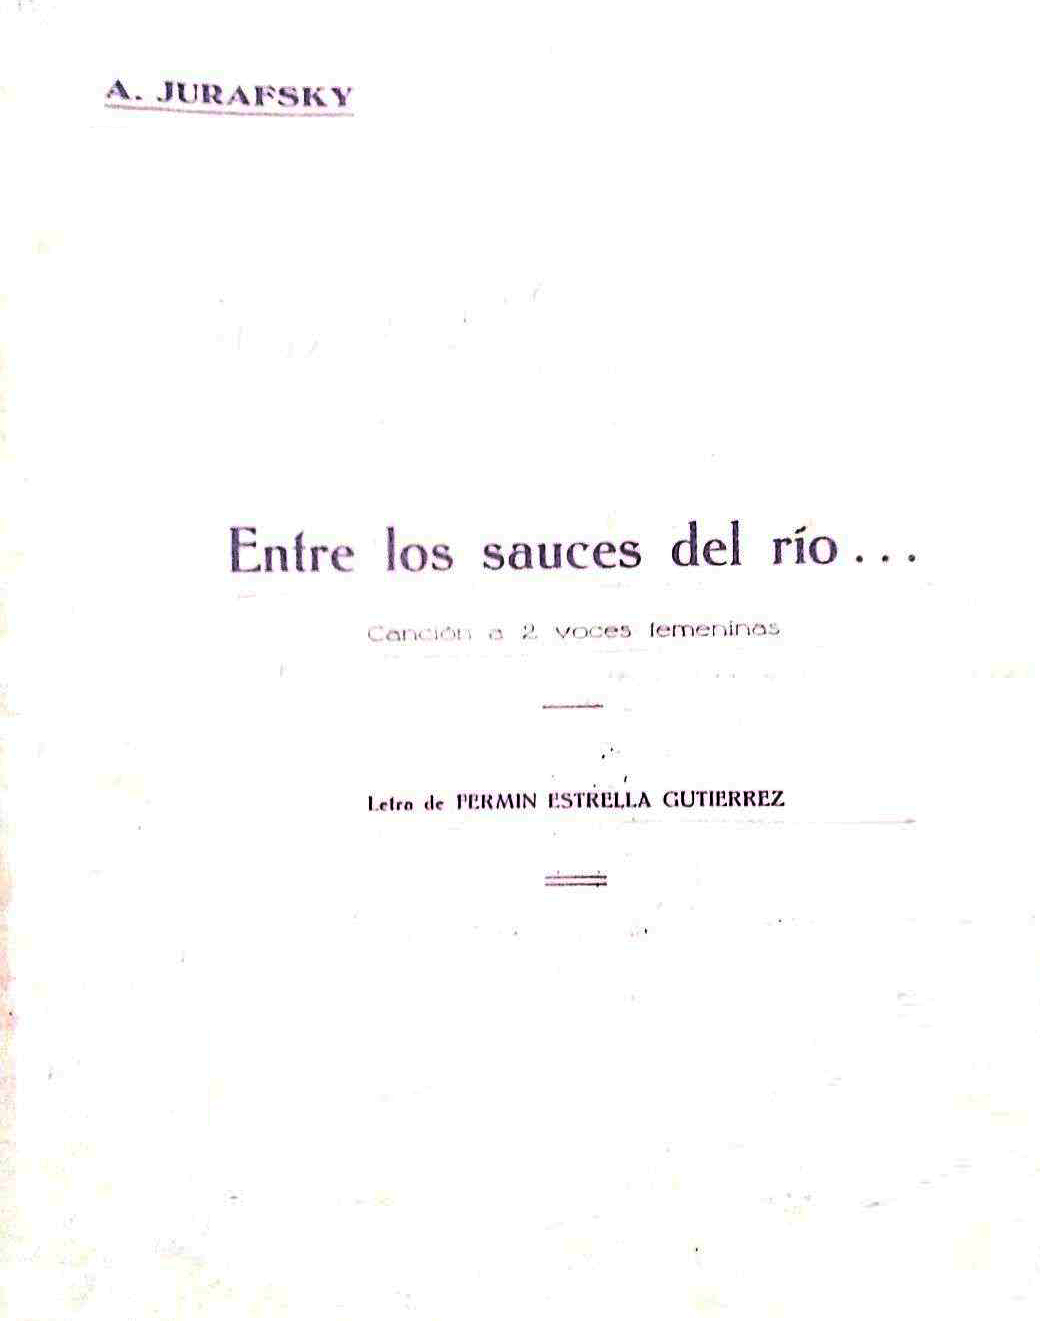 A. JURAFSKY
Entre los sauces del río...
Canción a 2 voces femeninas
Letra de FERMIN ESTRELLA GUTIERREZ